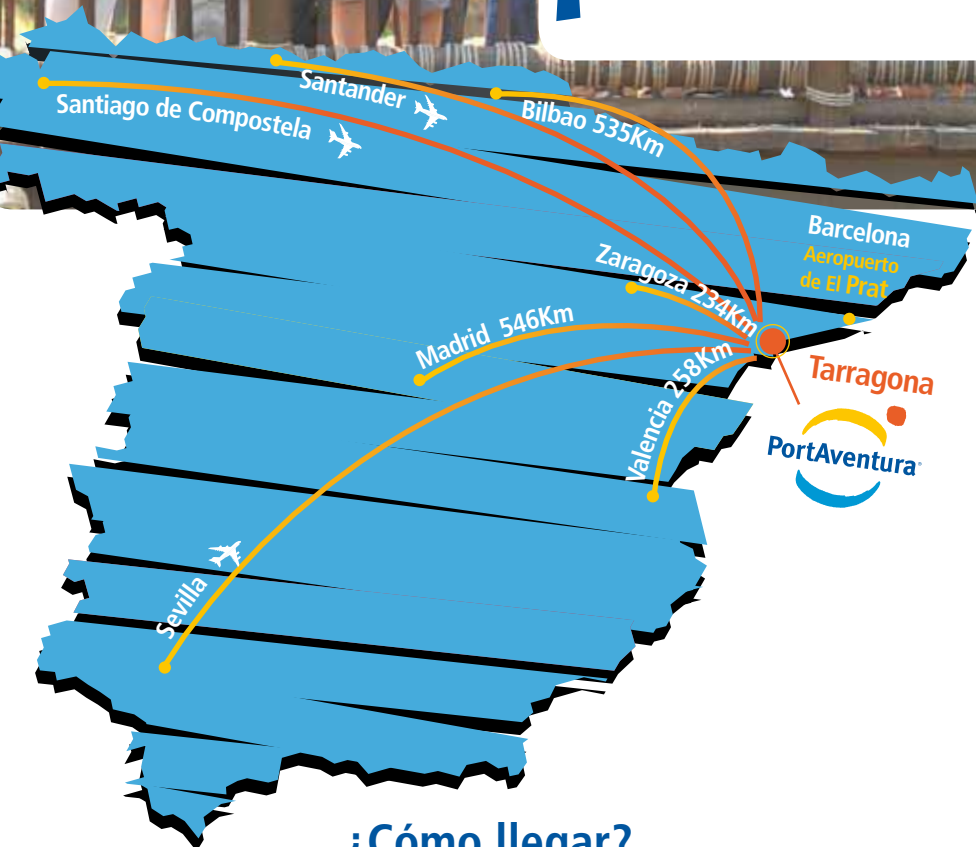 Santander
Santiago de Compostela
Bilbao 535Km
Barcelona
Aeropuerto
de El Prat
Zaragoza 234Km
Madrid 546Km
Valencia 258Km
Tarragona
PortAventura
Sevilla
¿Cómo llegar?